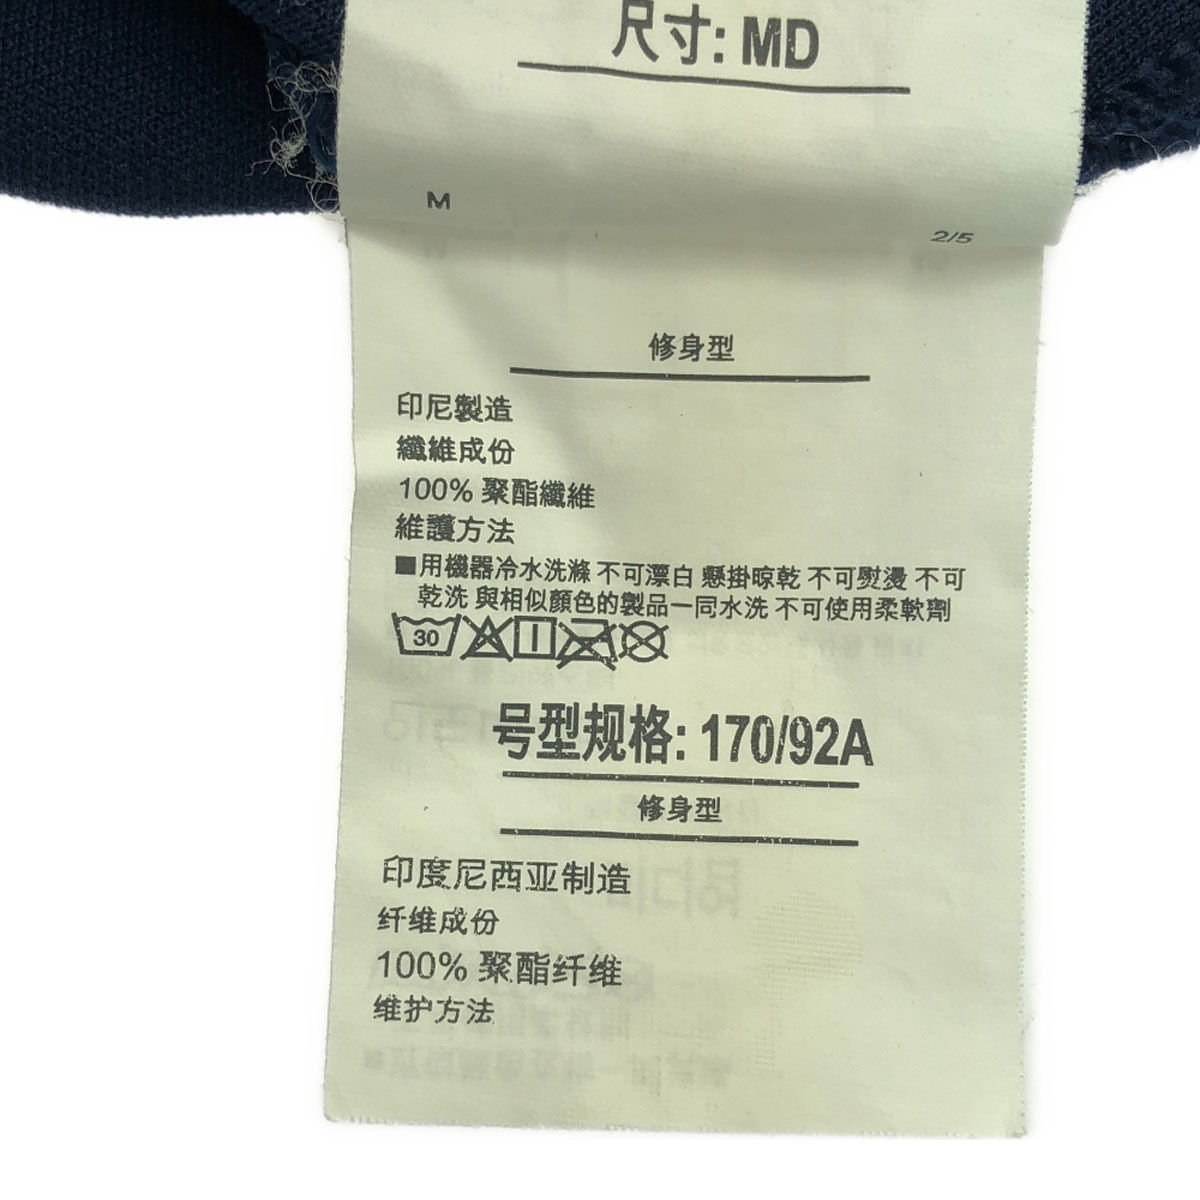 尺寸: MD
M
2/5
修身型
印尼製造
纖維成份
100% 聚酯纖維
維護方法
■用機器冷水洗滌 不可漂白 懸掛晾乾 不可熨燙 不可
乾洗 與相似顏色的製品一同水洗 不可使用柔軟劑
30
号型规格: 170/92A
修身型
印度尼西亚制造
纤维成份
100% 聚酯纤维
维护方法